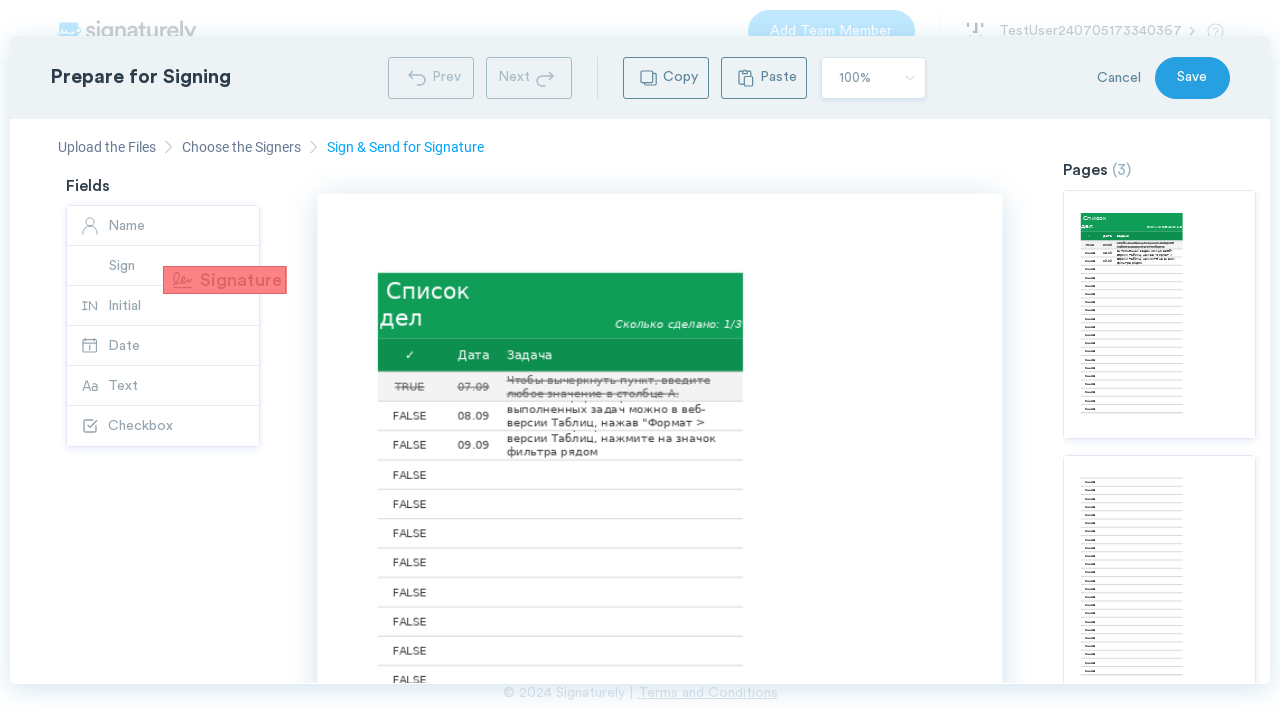 signaturely
Add Team Member
TestUser240705173340367
Prepare for Signing
Prev
Next
Copy
Paste
100%
Cancel
Save
Upload the Files
Choose the Signers
Sign & Send for Signature
Fields
Name
Sign
Signature
Initial
Date
Text
Checkbox
Список
дел
Сколько сделано: 1/3
✓ Дата Задача
TRUE 07.09 Чтобы вычеркнуть пункт, введите
любое значение в столбце А.
FALSE 08.09 выполненных задач можно в веб-
версии Таблиц, нажав "Формат >
FALSE 09.09 версии Таблиц, нажмите на значок
фильтра рядом
FALSE
FALSE
FALSE
FALSE
FALSE
FALSE
FALSE
FALSE
Pages (3)
Список
дел
© 2024 Signaturely | Terms and Conditions